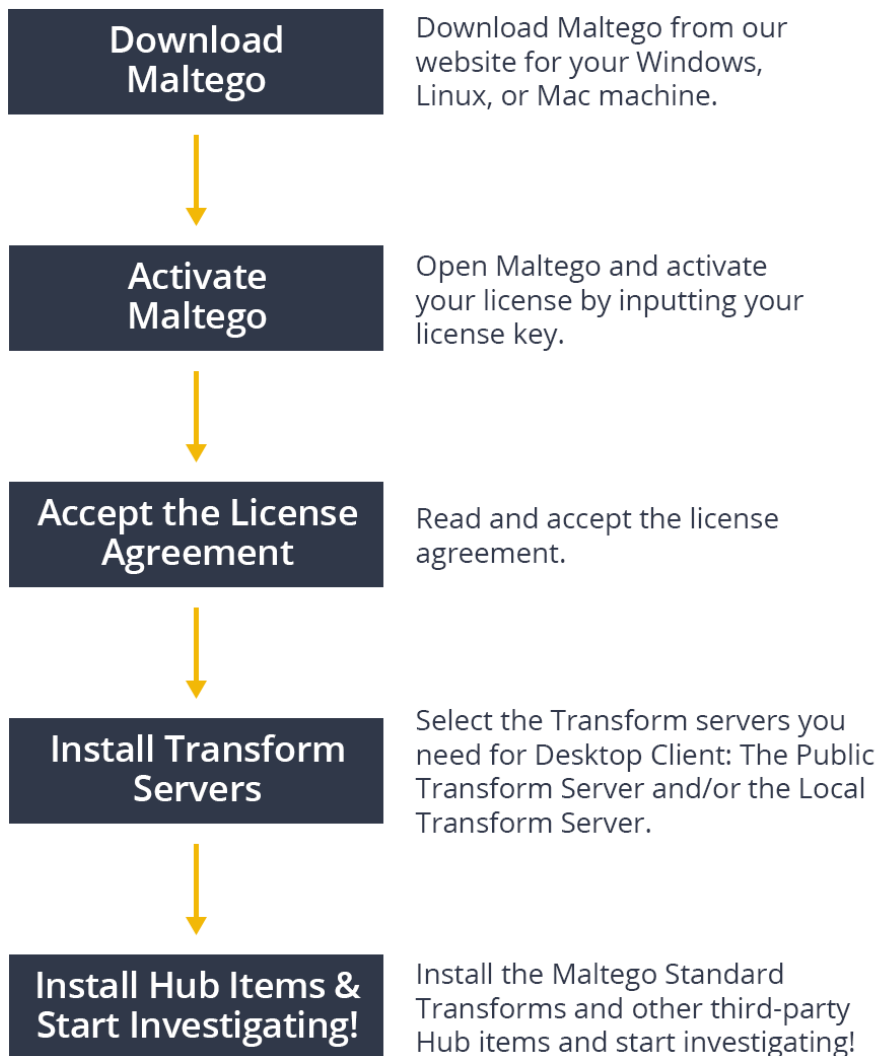 Download
Maltego
Download Maltego from our
website for your Windows,
Linux, or Mac machine.
Activate
Maltego
Open Maltego and activate
your license by inputting your
license key.
Accept the License
Agreement
Read and accept the license
agreement.
Install Transform
Servers
Select the Transform servers you
need for Desktop Client: The Public
Transform Server and/or the Local
Transform Server.
Install Hub Items &
Start Investigating!
Install the Maltego Standard
Transforms and other third-party
Hub items and start investigating!